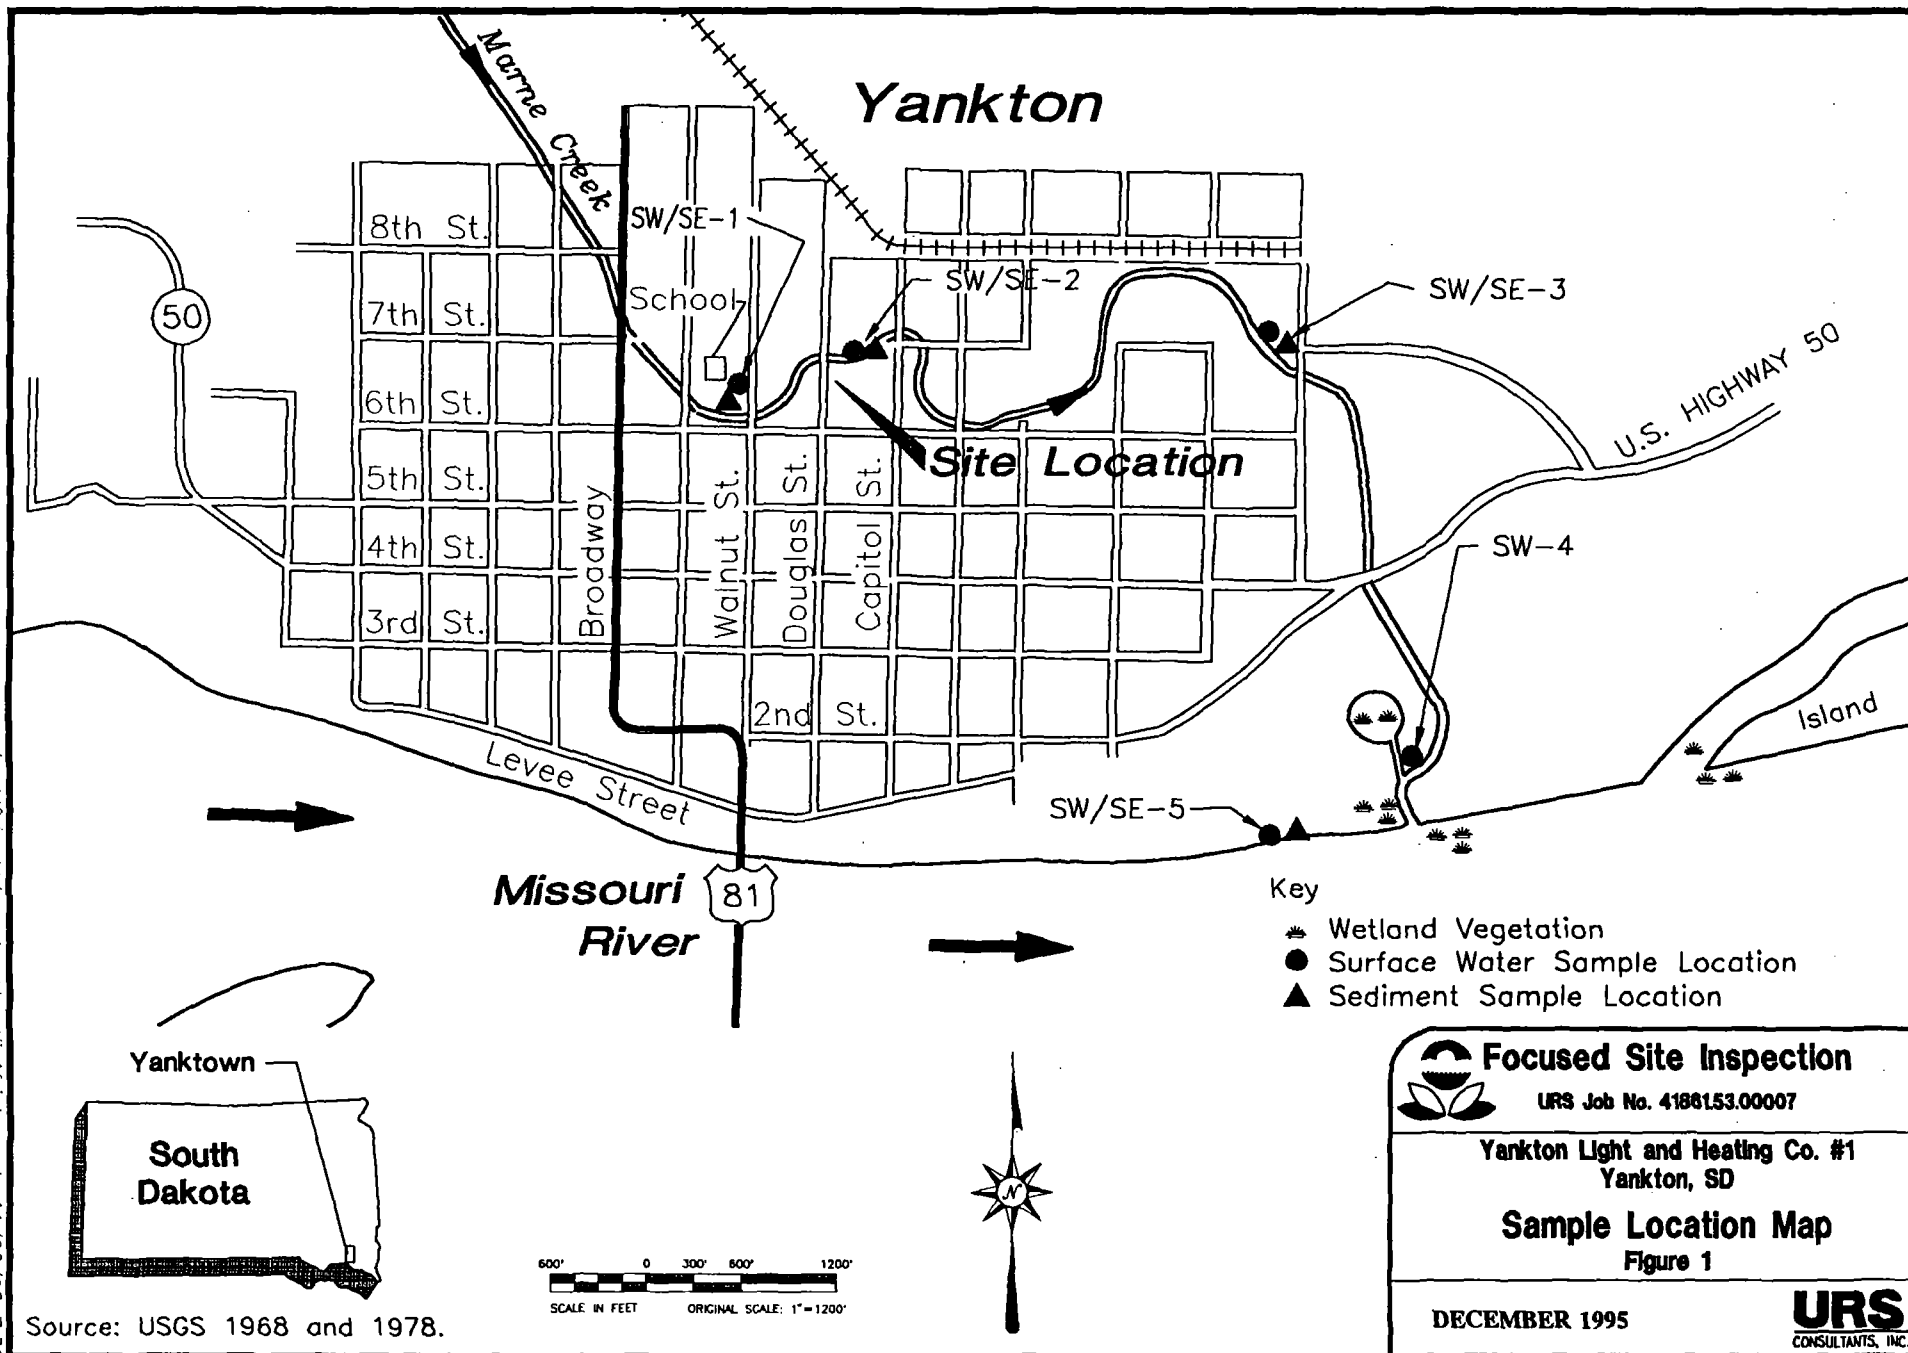 Yankton
Marne Creek
SW/SE-1
8th St.
SW/SE-2
SW/SE-3
School
7th St.
50
U.S. HIGHWAY 50
6th St.
Site Location
5th St.
Broadway
Walnut St.
Douglas St.
Capitol St.
4th St.
SW-4
3rd St.
2nd St.
Island
Levee Street
SW/SE-5
Missouri
River
81
Key
Wetland Vegetation
Surface Water Sample Location
Sediment Sample Location
Yanktown
South
Dakota
N
600' 0 300' 600' 1200'
SCALE IN FEET ORIGINAL SCALE: 1"=1200'
Source: USGS 1968 and 1978.
Focused Site Inspection
URS Job No. 4186153.00007
Yankton Light and Heating Co. #1
Yankton, SD
Sample Location Map
Figure 1
DECEMBER 1995
URS
CONSULTANTS, INC.